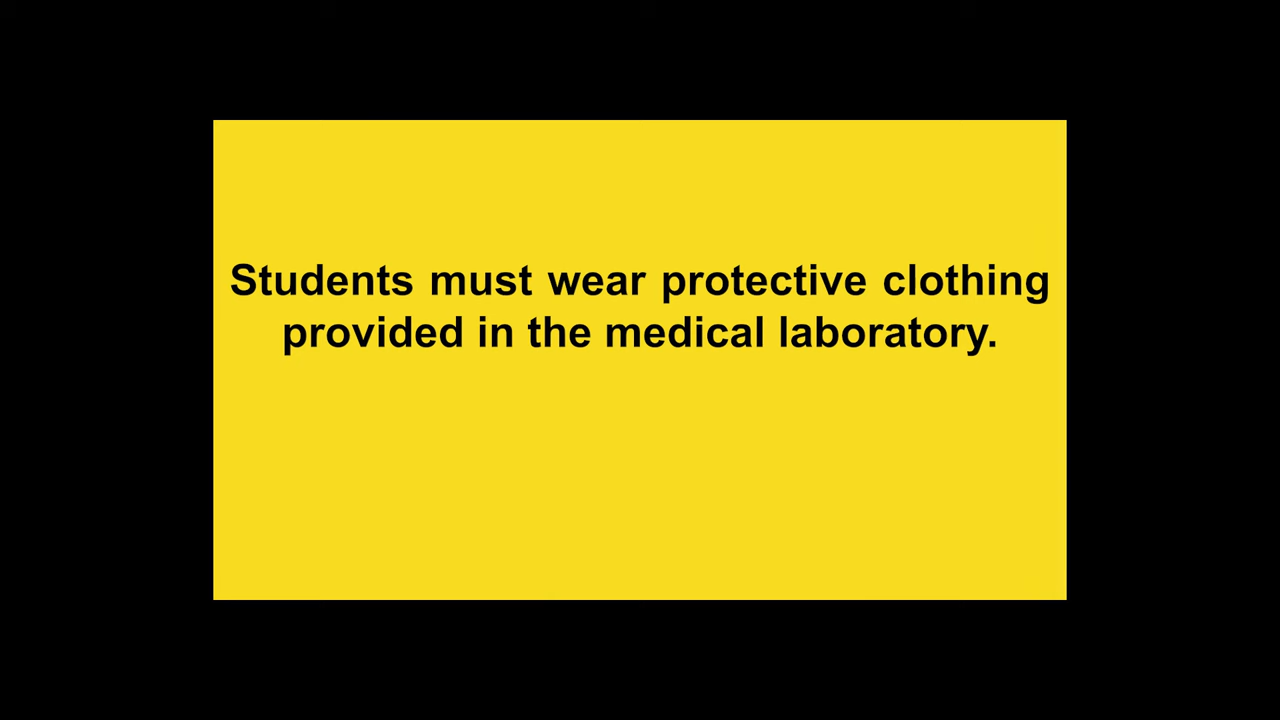 Students must wear protective clothing
provided in the medical laboratory.